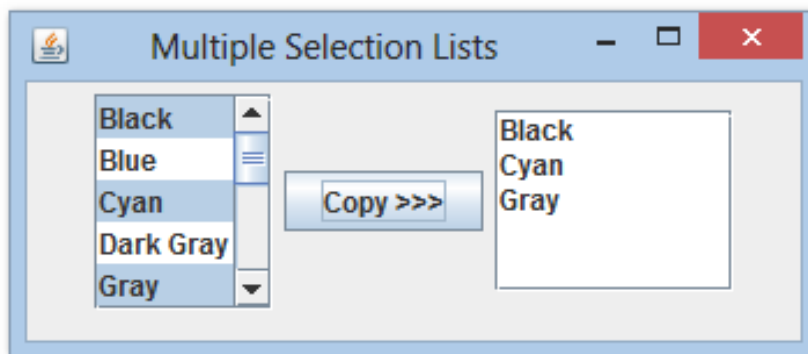 Multiple Selection Lists
Black
Blue
Cyan
Dark Gray
Gray
Copy >>>
Black
Cyan
Gray